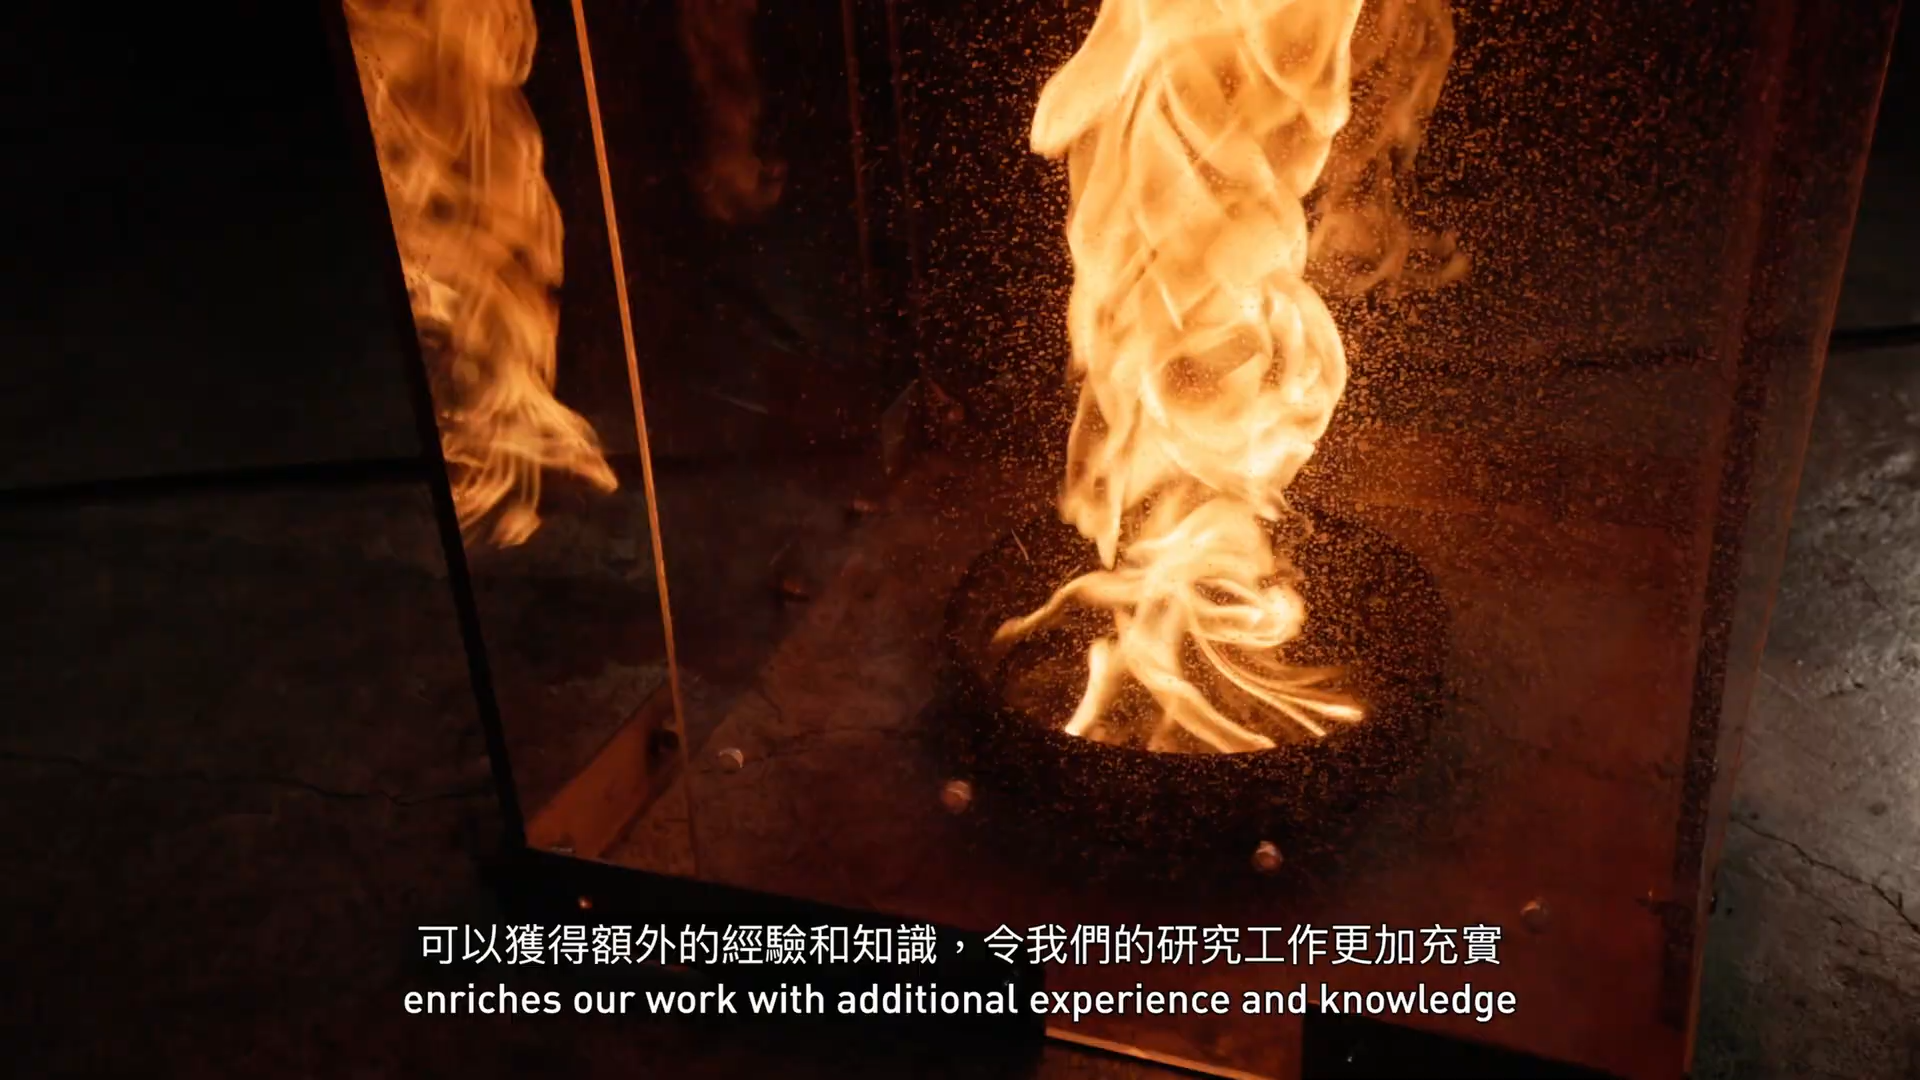 可以獲得額外的經驗和知識，令我們的研究工作更加充實
enriches our work with additional experience and knowledge